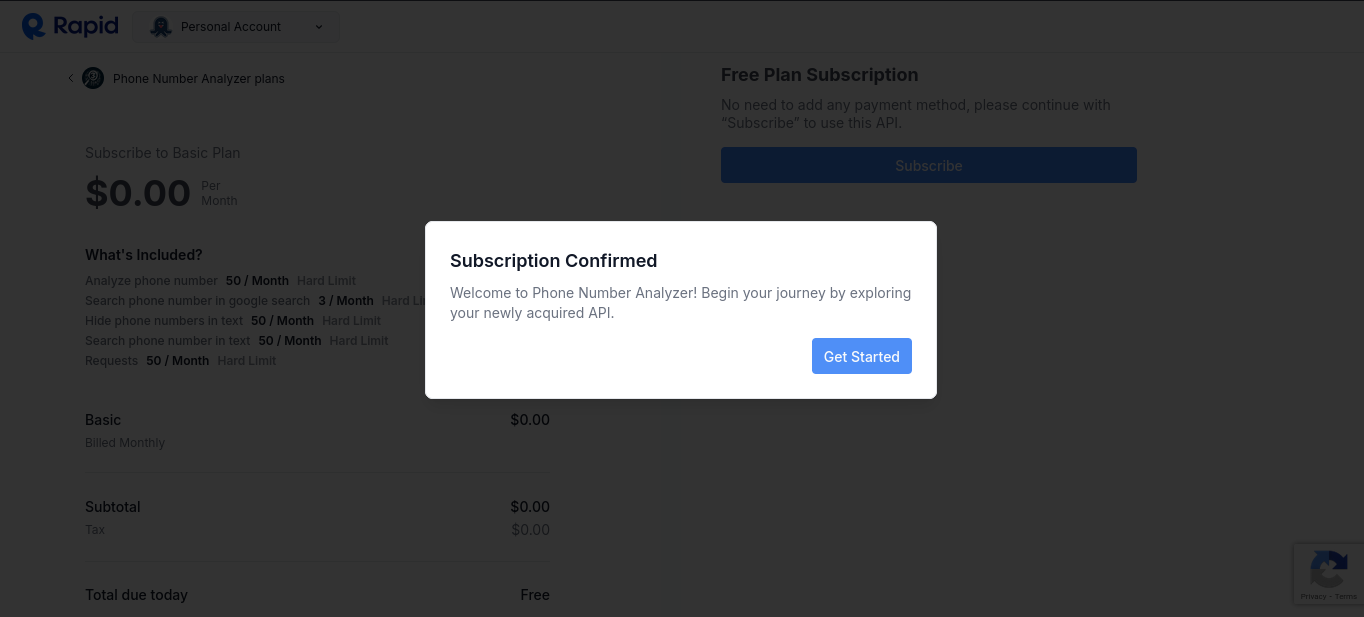 Rapid
Personal Account
Phone Number Analyzer plans
Subscribe to Basic Plan
$0.00
Per
Month
What's Included?
Analyze phone number 50 / Month Hard Limit
Search phone number in google search 3 / Month Hard Li
Hide phone numbers in text 50 / Month Hard Limit
Search phone number in text 50 / Month Hard Limit
Requests 50 / Month Hard Limit
Basic $0.00
Billed Monthly
Subtotal $0.00
Tax $0.00
Total due today Free
Free Plan Subscription
No need to add any payment method, please continue with
“Subscribe” to use this API.
Subscribe
Subscription Confirmed
Welcome to Phone Number Analyzer! Begin your journey by exploring
your newly acquired API.
Get Started
Privacy - Terms